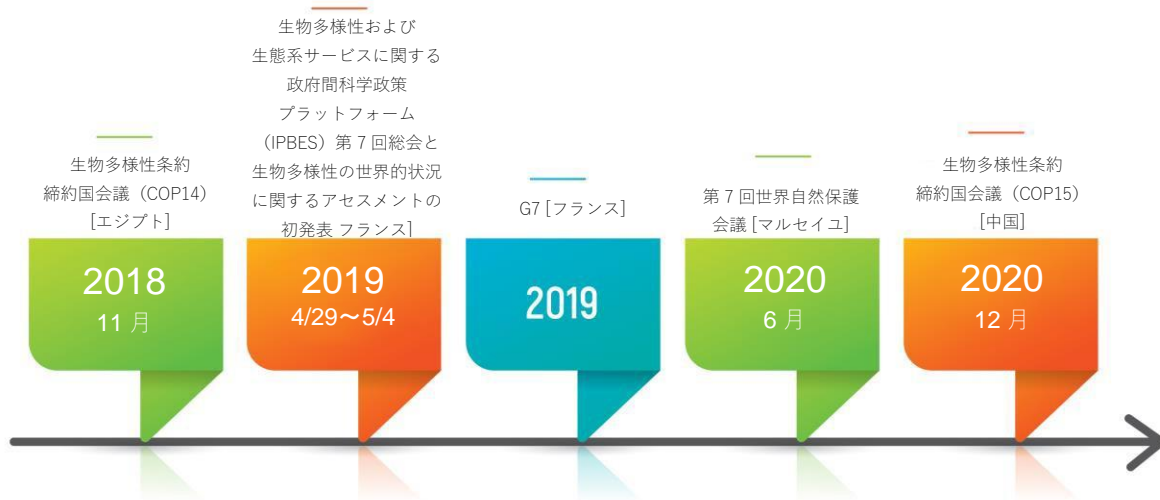 生物多様性条約
締約国会議（COP14）
[エジプト]
2018
11 月
生物多様性および
生態系サービスに関する
政府間科学政策
プラットフォーム
（IPBES）第 7 回総会と
生物多様性の世界的状況
に関するアセスメントの
初発表 フランス]
2019
4/29～5/4
G7 [フランス]
2019
第 7 回世界自然保護
会議 [マルセイユ]
2020
6 月
生物多様性条約
締約国会議（COP15）
[中国]
2020
12 月